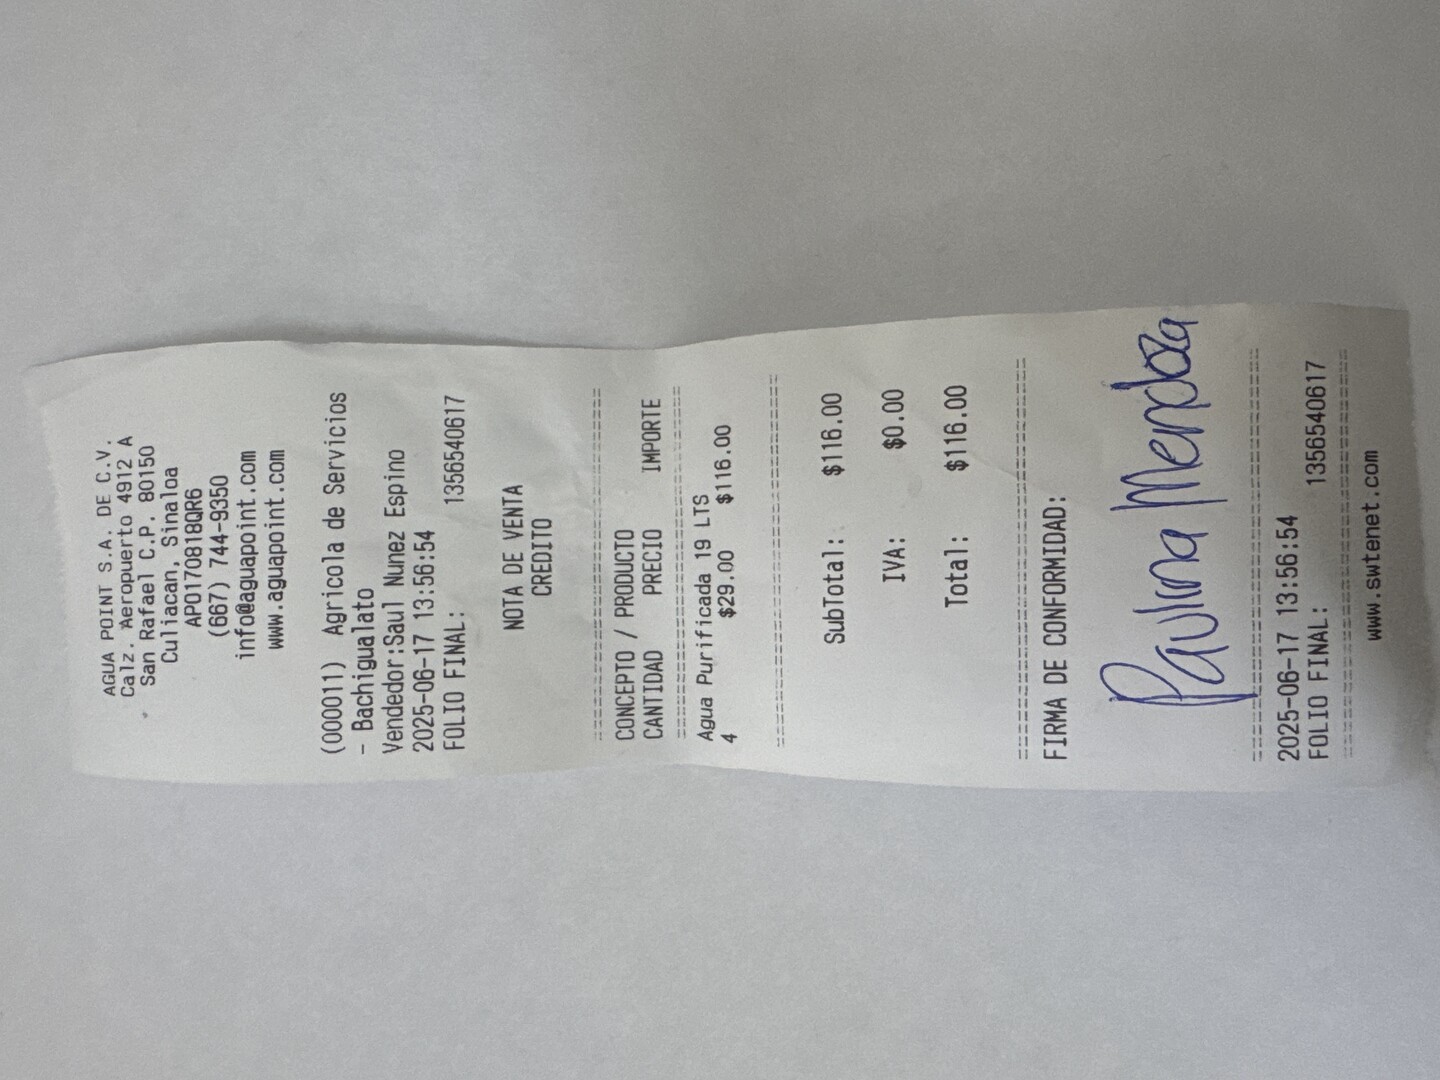 AGUA POINT S.A. DE C.V.
Calz. Aeropuerto 4912 A
San Rafael C.P. 80150
Culiacan, Sinaloa
APO170818QR6
(667) 744-9350
info@aguapoint.com
www.aguapoint.com
(000011) Agricola de Servicios
- Bachigualato
Vendedor:Saul Nunez Espino
2025-06-17 13:56:54
FOLIO FINAL: 1356540617
NOTA DE VENTA
CREDITO
CONCEPTO / PRODUCTO
CANTIDAD PRECIO IMPORTE
Agua Purificada 19 LTS
4 $29.00 $116.00
SubTotal: $116.00
IVA: $0.00
Total: $116.00
FIRMA DE CONFORMIDAD:
Paulina Mendoza
2025-06-17 13:56:54
FOLIO FINAL: 1356540617
www.swtenet.com